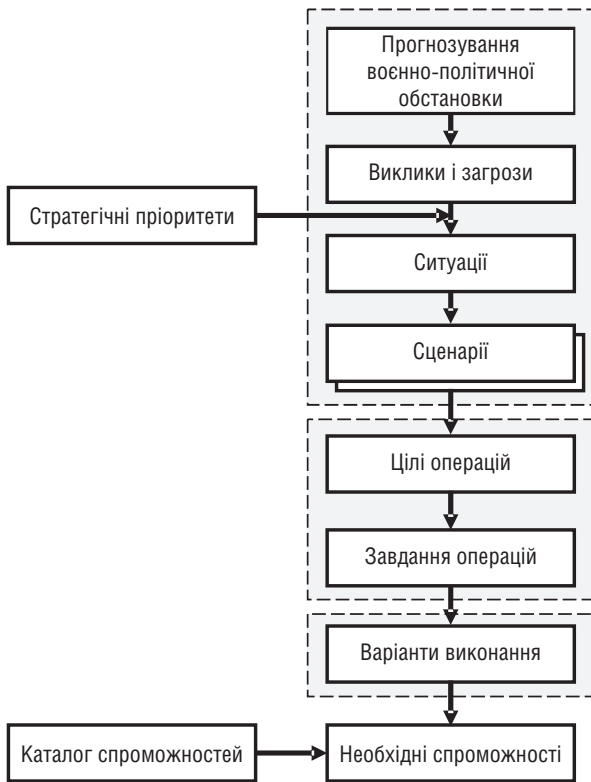 Прогнозування
воєнно-політичної
обстановки
Виклики і загрози
Стратегічні пріоритети
Ситуації
Сценарії
Цілі операцій
Завдання операцій
Варіанти виконання
Каталог спроможностей
Необхідні спроможності